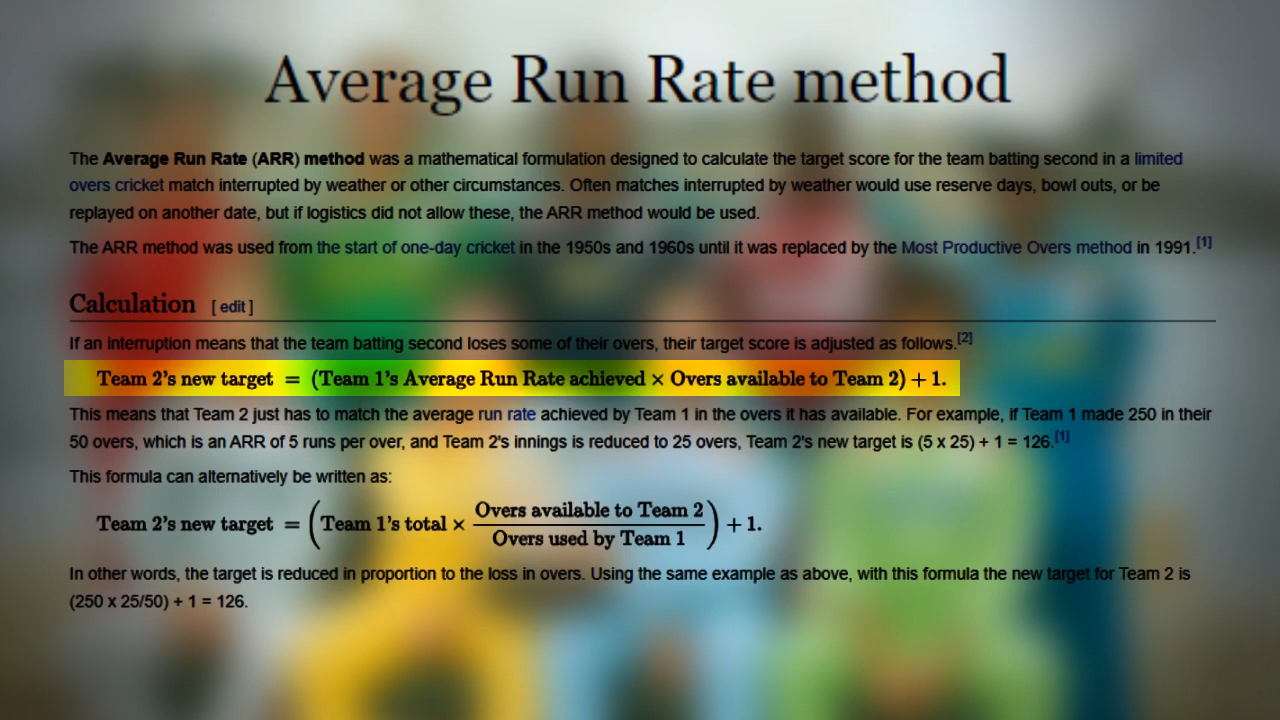 Average Run Rate method
The Average Run Rate (ARR) method was a mathematical formulation designed to calculate the target score for the team batting second in a limited
overs cricket match interrupted by weather or other circumstances. Often matches interrupted by weather would use reserve days, bowl outs, or be
replayed on another date, but if logistics did not allow these, the ARR method would be used.
The ARR method was used from the start of one-day cricket in the 1950s and 1960s until it was replaced by the Most Productive Overs method in 1991.[1]
Calculation [ edit ]
If an interruption means that the team batting second loses some of their overs, their target score is adjusted as follows.[2]
Team 2's new target = (Team 1's Average Run Rate achieved × Overs available to Team 2) + 1.
This means that Team 2 just has to match the average run rate achieved by Team 1 in the overs it has available. For example, if Team 1 made 250 in their
50 overs, which is an ARR of 5 runs per over, and Team 2's innings is reduced to 25 overs, Team 2's new target is (5 x 25) + 1 = 126.[1]
This formula can alternatively be written as:
Team 2's new target = (Team 1's total × Overs available to Team 2 / Overs used by Team 1) + 1.
In other words, the target is reduced in proportion to the loss in overs. Using the same example as above, with this formula the new target for Team 2 is
(250 x 25/50) + 1 = 126.